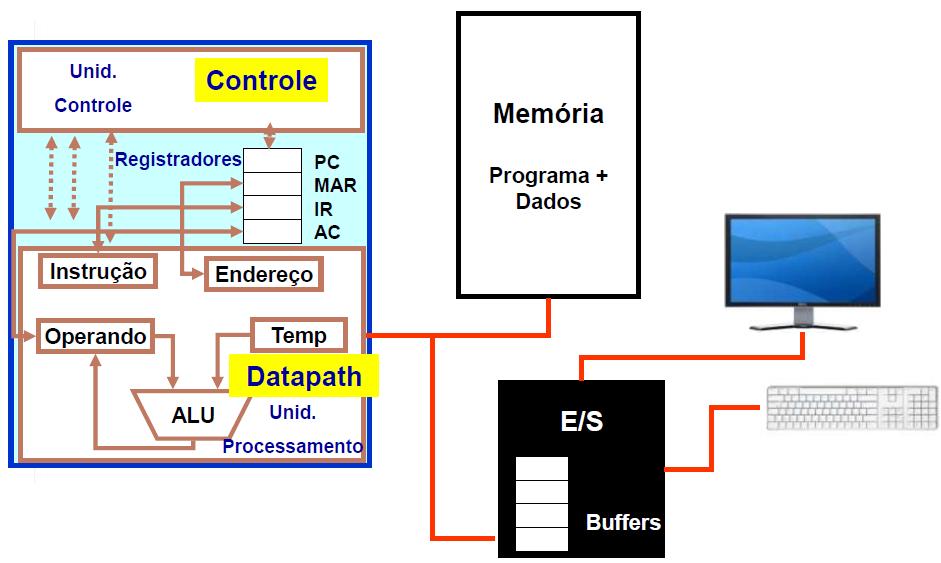 Unid.
Controle
Controle
Registradores
PC
MAR
IR
AC
Instrução
Endereço
Operando
Temp
Datapath
ALU
Unid.
Processamento
Memória
Programa +
Dados
E/S
Buffers